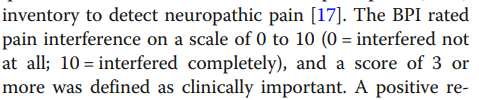 inventory to detect neuropathic pain [17]. The BPI rated
pain interference on a scale of 0 to 10 (0 = interfered not
at all; 10 = interfered completely), and a score of 3 or
more was defined as clinically important. A positive re-